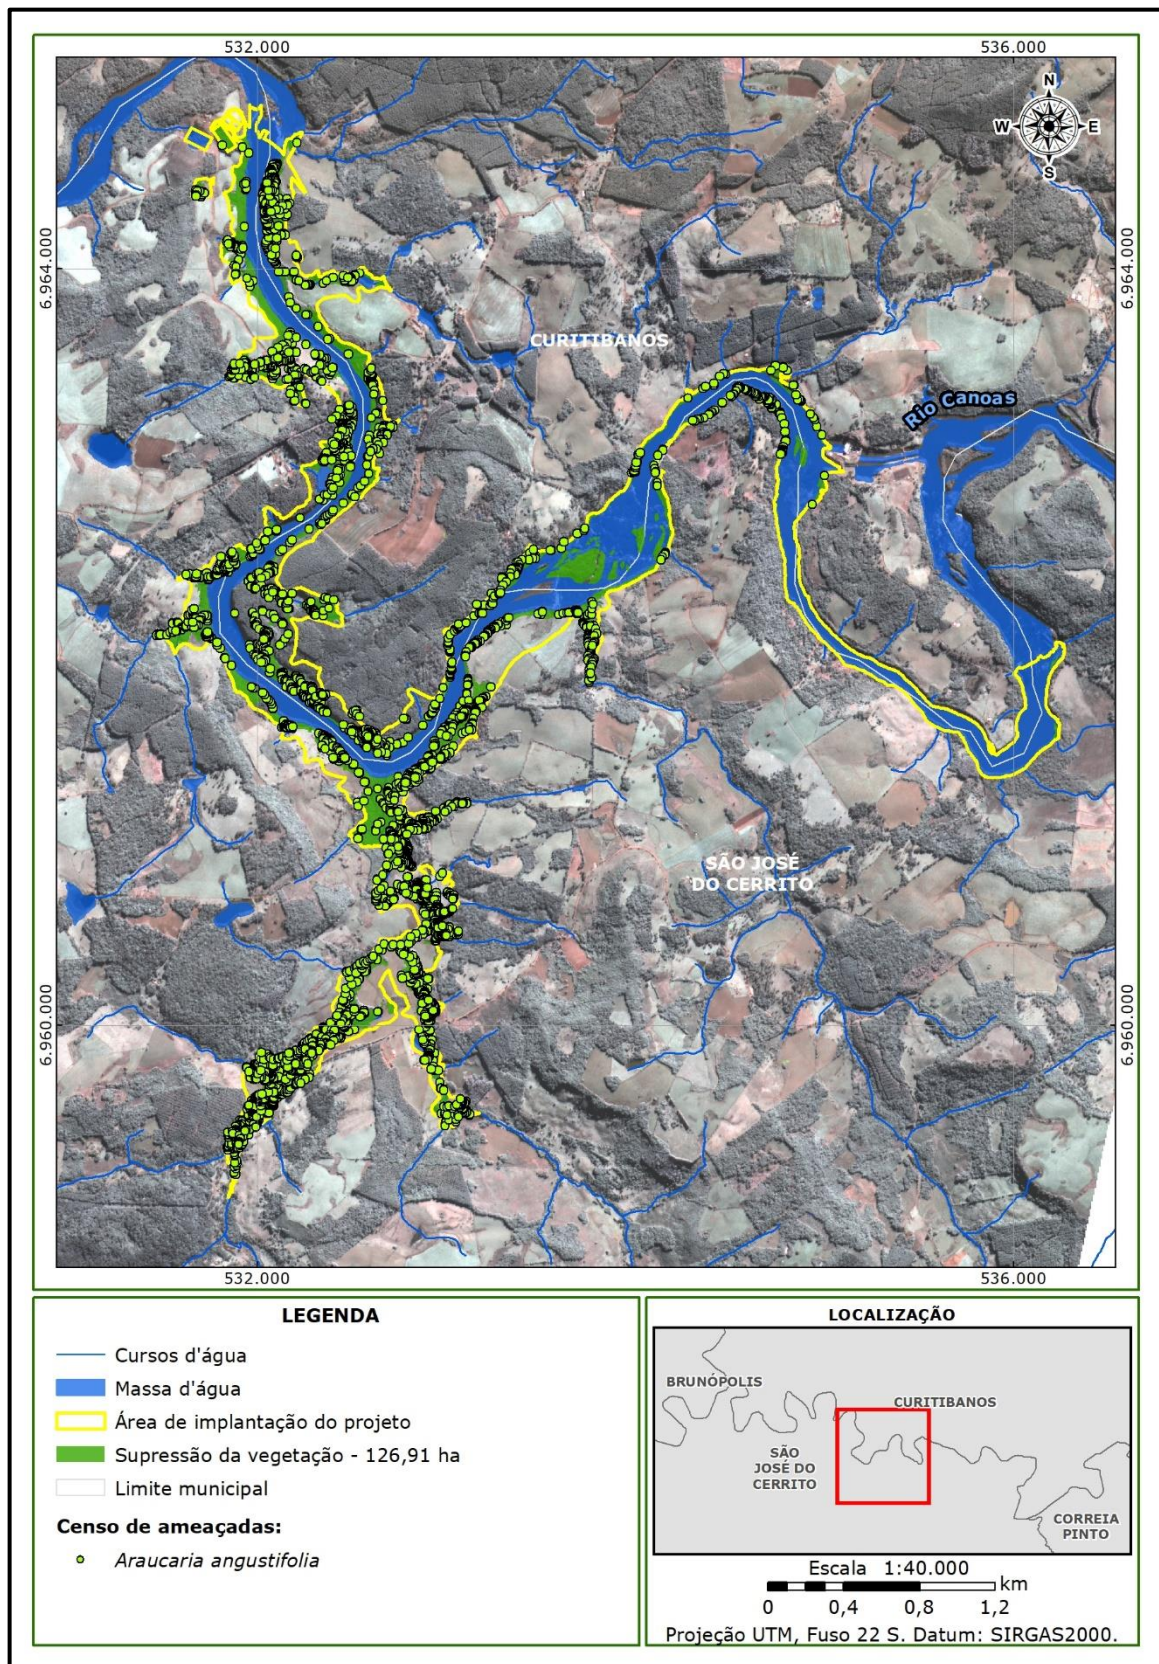 532.000
536.000
N
W
E
S
6.964.000
6.964.000
CURITIBANOS
Rio Canoas
SÃO JOSÉ
DO CERRITO
6.960.000
6.960.000
532.000
536.000
LEGENDA
Cursos d'água
Massa d'água
Área de implantação do projeto
Supressão da vegetação - 126,91 ha
Limite municipal
Censo de ameaçadas:
Araucaria angustifolia
LOCALIZAÇÃO
BRUNÓPOLIS
CURITIBANOS
SÃO
JOSÉ DO
CERRITO
CORREIA
PINTO
Escala 1:40.000
km
0 0,4 0,8 1,2
Projeção UTM, Fuso 22 S. Datum: SIRGAS2000.